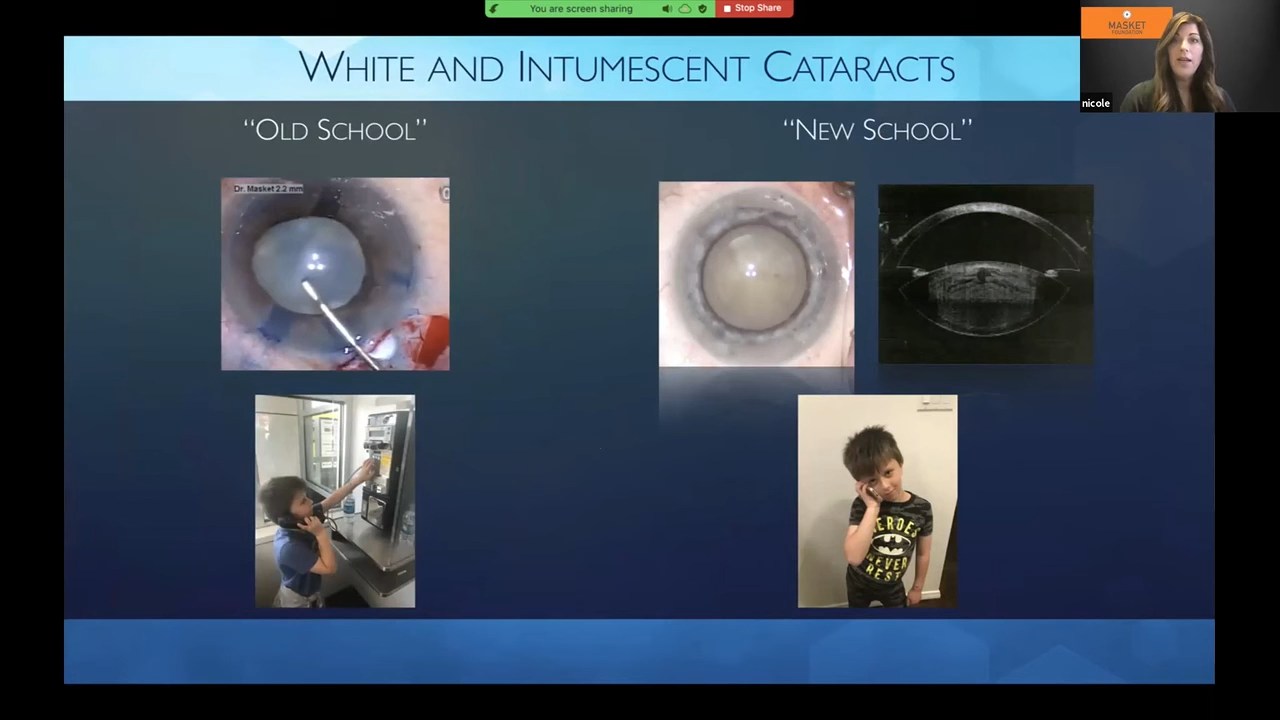 You are screen sharing
Stop Share
MASKET
FOUNDATION
nicole
WHITE AND INTUMESCENT CATARACTS
“OLD SCHOOL”
“NEW SCHOOL”
Dr. Masket 2.2 mm
HEROES
NEVER
REST